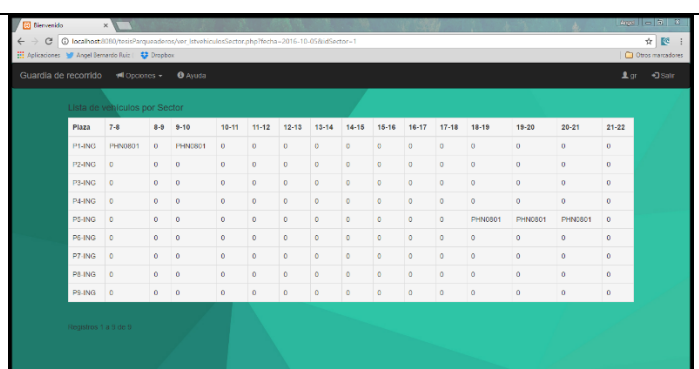 Bienvenido
localhost:8080/tesisParqueaderos/ver_lstvehiculosSector.php?fecha=2016-10-05&idSector=1
Aplicaciones Angel Bernardo Ruiz Dropbox Otros marcadores
Guardia de recorrido Opciones Ayuda gr Salir
Lista de vehiculos por Sector
Plaza 7-8 8-9 9-10 10-11 11-12 12-13 13-14 14-15 15-16 16-17 17-18 18-19 19-20 20-21 21-22
P1-ING PHN0801 0 PHN0801 0 0 0 0 0 0 0 0 0 0 0 0
P2-ING 0 0 0 0 0 0 0 0 0 0 0 0 0 0 0
P3-ING 0 0 0 0 0 0 0 0 0 0 0 0 0 0 0
P4-ING 0 0 0 0 0 0 0 0 0 0 0 0 0 0 0
P5-ING 0 0 0 0 0 0 0 0 0 0 0 PHN0801 PHN0801 PHN0801 0
P6-ING 0 0 0 0 0 0 0 0 0 0 0 0 0 0 0
P7-ING 0 0 0 0 0 0 0 0 0 0 0 0 0 0 0
P8-ING 0 0 0 0 0 0 0 0 0 0 0 0 0 0 0
P9-ING 0 0 0 0 0 0 0 0 0 0 0 0 0 0 0
Registros 1 a 9 de 9